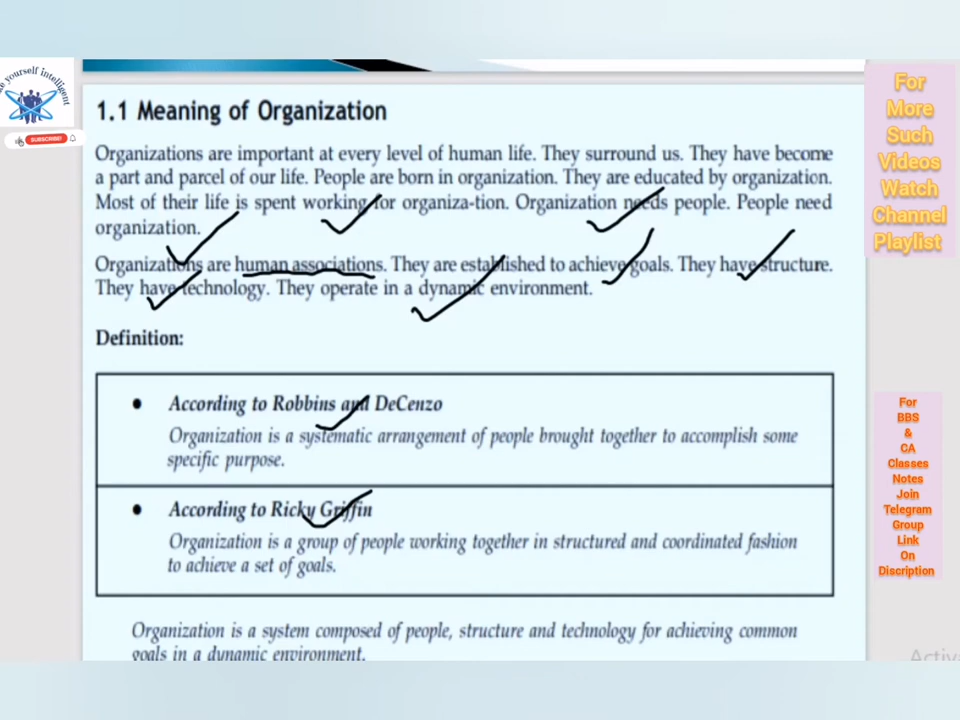 e yourself intelligent
SUBSCRIBE!
1.1 Meaning of Organization
Organizations are important at every level of human life. They surround us. They have become
a part and parcel of our life. People are born in organization. They are educated by organization.
Most of their life is spent working for organiza-tion. Organization needs people. People need
organization.
Organizations are human associations. They are established to achieve goals. They have structure.
They have technology. They operate in a dynamic environment.
Definition:
• According to Robbins and DeCenzo
Organization is a systematic arrangement of people brought together to accomplish some
specific purpose.
• According to Ricky Griffin
Organization is a group of people working together in structured and coordinated fashion
to achieve a set of goals.
Organization is a system composed of people, structure and technology for achieving common
goals in a dynamic environment.
For
More
Such
Videos
Watch
Channel
Playlist
For
BBS
&
CA
Classes
Notes
Join
Telegram
Group
Link
On
Discription
Activ